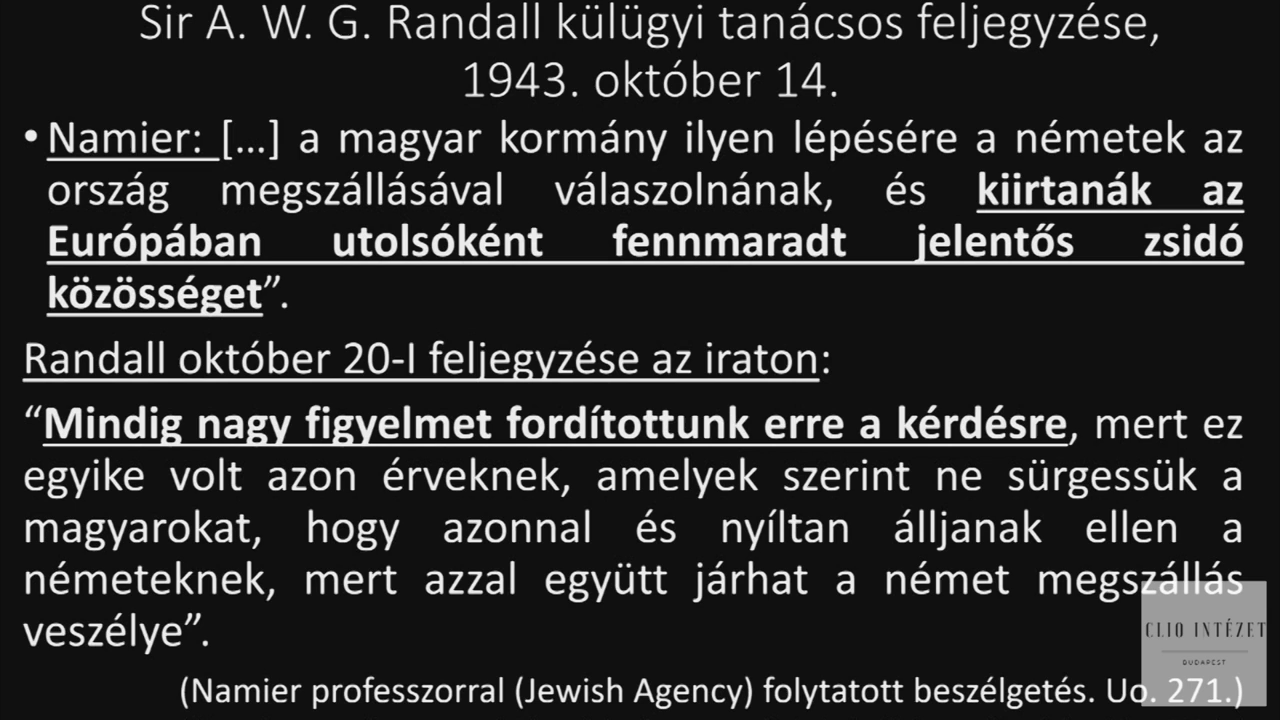 Sir A. W. G. Randall külügyi tanácsos feljegyzése,
1943. október 14.
• Namier: [...] a magyar kormány ilyen lépésére a németek az
ország megszállásával válaszolnának, és kiirtanák az
Európában utolsóként fennmaradt jelentős zsidó
közösséget”.
Randall október 20-I feljegyzése az iraton:
“Mindig nagy figyelmet fordítottunk erre a kérdésre, mert ez
egyike volt azon érveknek, amelyek szerint ne sürgessük a
magyarokat, hogy azonnal és nyíltan álljanak ellen a
németeknek, mert azzal együtt járhat a német megszállás
veszélye”.
CLIO INTÉZET
BUDAPEST
(Namier professzorral (Jewish Agency) folytatott beszélgetés. Uo. 271.)